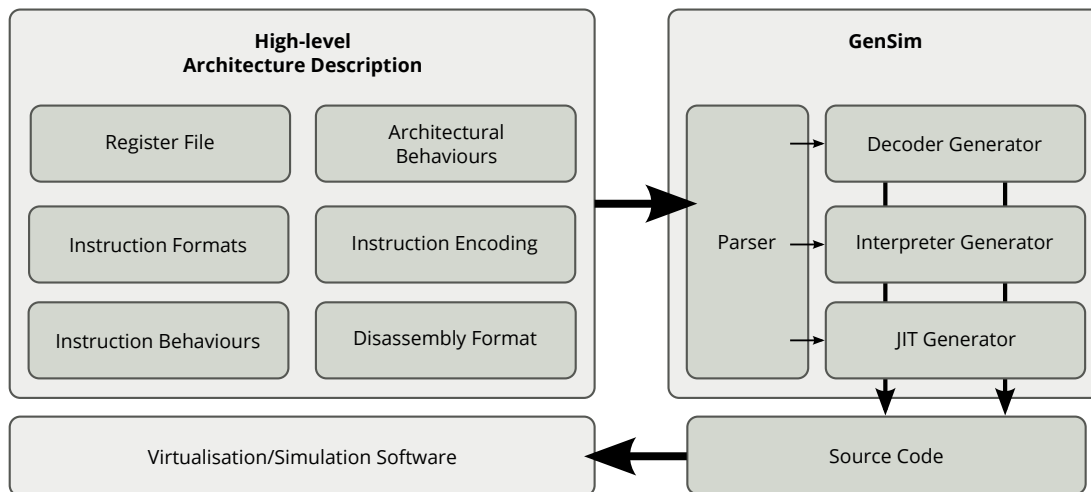 High-level
Architecture Description
Register File
Architectural
Behaviours
Instruction Formats
Instruction Encoding
Instruction Behaviours
Disassembly Format
GenSim
Parser
Decoder Generator
Interpreter Generator
JIT Generator
Virtualisation/Simulation Software
Source Code